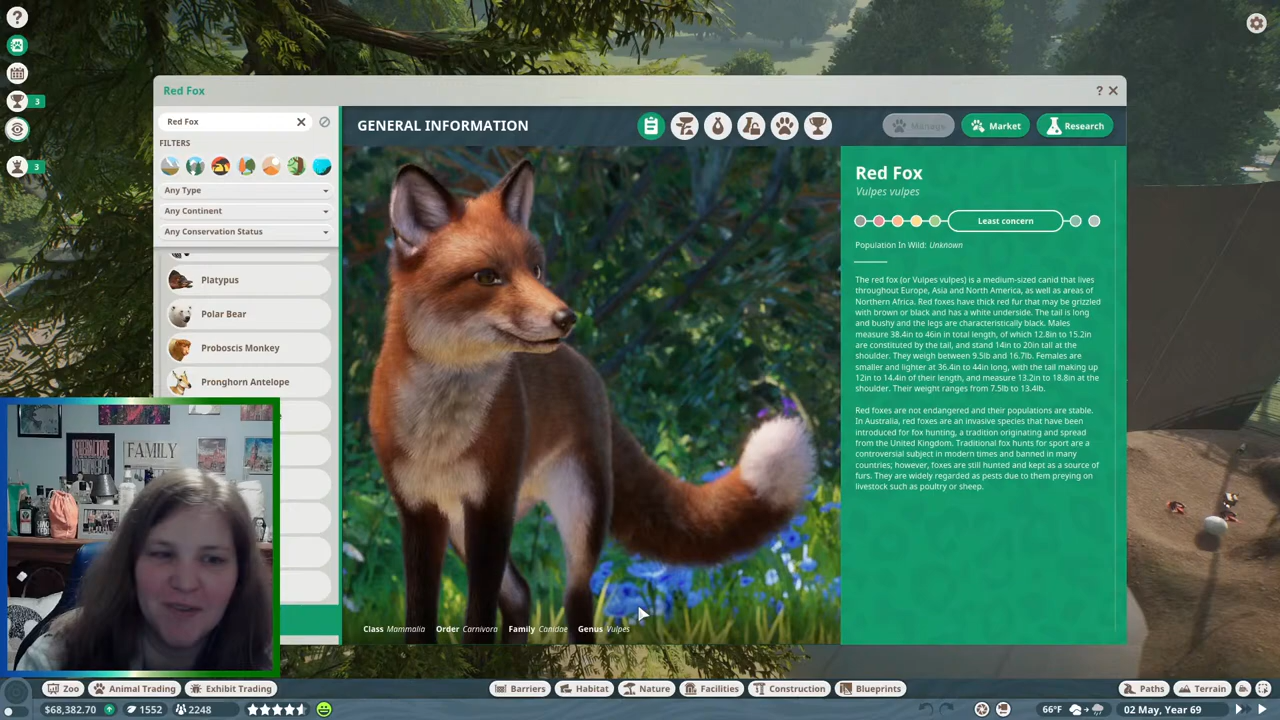 Red Fox
Red Fox
FILTERS
Any Type
Any Continent
Any Conservation Status
Platypus
Polar Bear
Proboscis Monkey
Pronghorn Antelope
GENERAL INFORMATION
Manage
Market
Research
Red Fox
Vulpes vulpes
Least concern
Population In Wild: Unknown
The red fox (or Vulpes vulpes) is a medium-sized canid that lives
throughout Europe, Asia and North America, as well as areas of
Northern Africa. Red foxes have thick red fur that may be grizzled
with brown or black and has a white underside. The tail is long
and bushy and the legs are characteristically black. Males
measure 38.4in to 46in in total length, of which 12.8in to 15.2in
are constituted by the tail, and stand 14in to 20in tall at the
shoulder. They weigh between 9.5lb and 16.7lb. Females are
smaller and lighter at 36.4in to 44in long, with the tail making up
12in to 14.4in of their length, and measure 13.2in to 18.8in at the
shoulder. Their weight ranges from 7.5lb to 13.4lb.
Red foxes are not endangered and their populations are stable.
In Australia, red foxes are an invasive species that have been
introduced for fox hunting, a tradition originating and spread
from the United Kingdom. Traditional fox hunts for sport are a
controversial subject in modern times and banned in many
countries; however, foxes are still hunted and kept as a source of
furs. They are widely regarded as pests due to them preying on
livestock such as poultry or sheep.
Class Mammalia Order Carnivora Family Canidae Genus Vulpes
3
3
FAMILY
Zoo
Animal Trading
Exhibit Trading
Barriers
Habitat
Nature
Facilities
Construction
Blueprints
Paths
Terrain
$68,382.70
1552
2248
66°F
02 May, Year 69